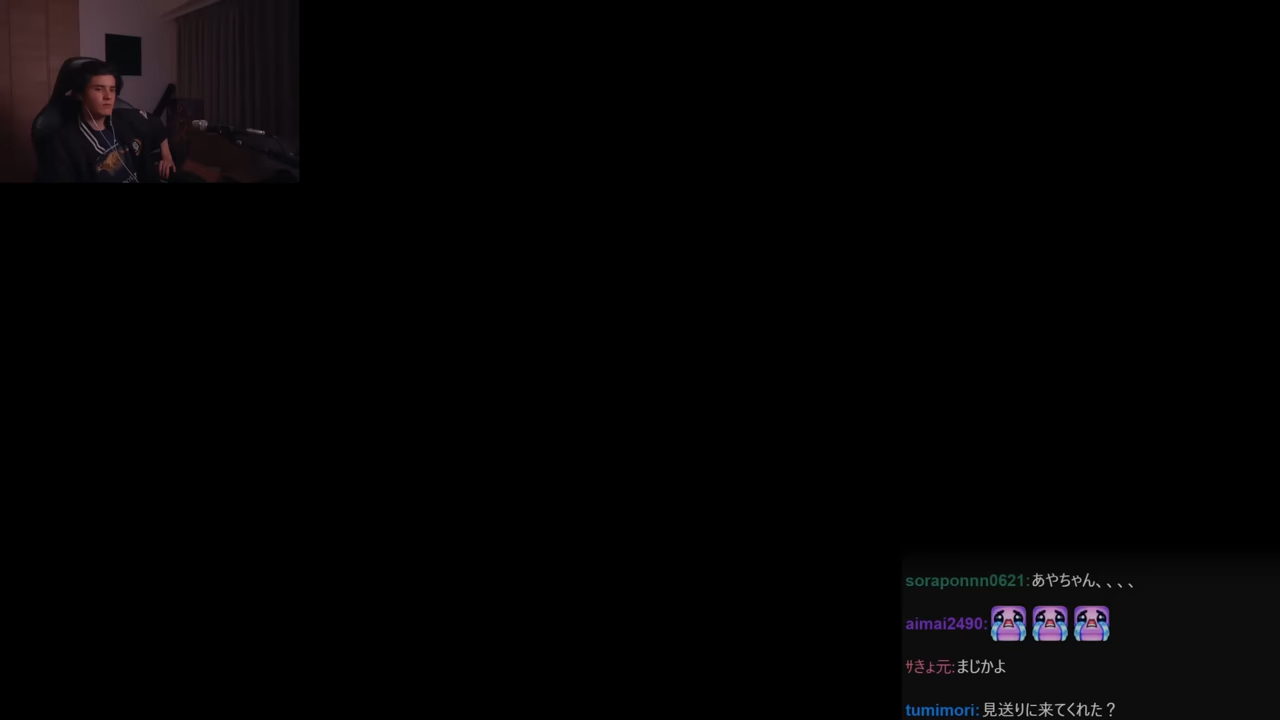 soraponnn0621:あやちゃん、、、、
aimai2490:
ｻきょ元:まじかよ
tumimori:見送りに来てくれた？